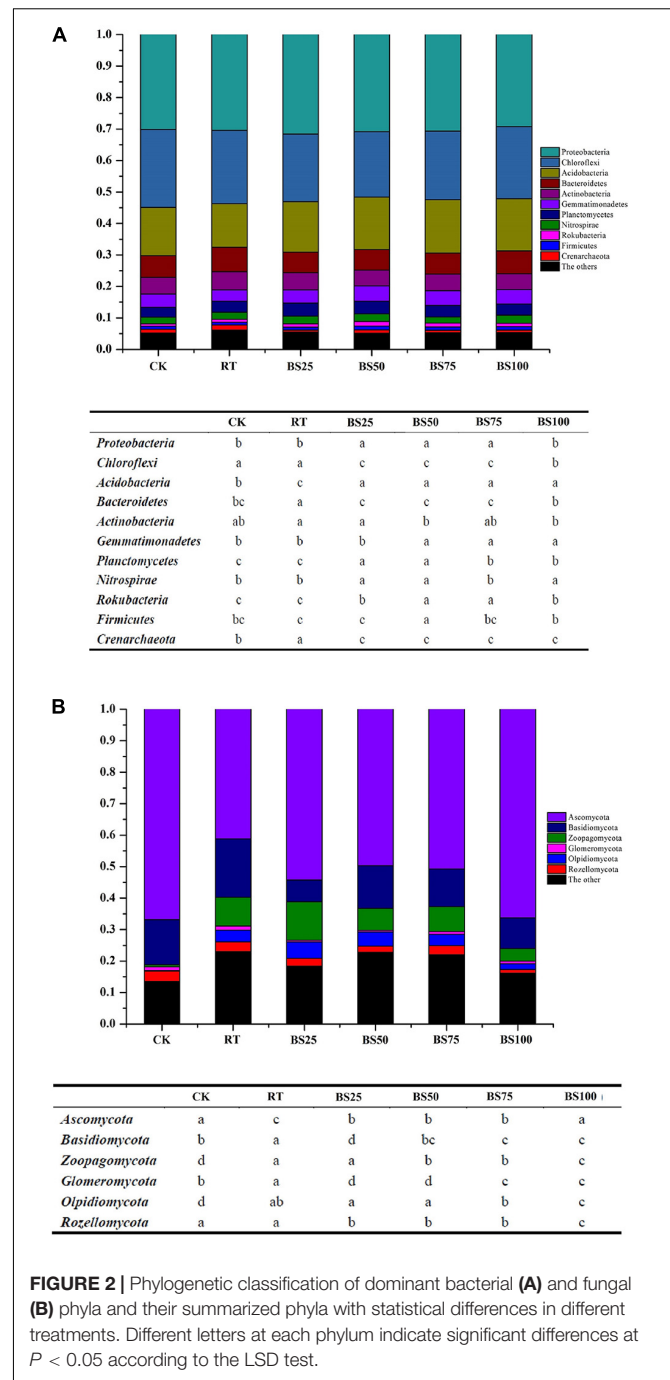 A
1.0
0.9
0.8
0.7
0.6
0.5
0.4
0.3
0.2
0.1
0.0
CK RT BS25 BS50 BS75 BS100
Proteobacteria
Chloroflexi
Acidobacteria
Bacteroidetes
Actinobacteria
Gemmatimonadetes
Planctomycetes
Nitrospirae
Rokubacteria
Firmicutes
Crenarchaeota
The others
CK RT BS25 BS50 BS75 BS100
Proteobacteria b b a a a b
Chloroflexi a a c c c b
Acidobacteria b c a a a a
Bacteroidetes bc a c c c b
Actinobacteria ab a a b ab b
Gemmatimonadetes b b b a a a
Planctomycetes c c a a b b
Nitrospirae b b a a b a
Rokubacteria c c b a a b
Firmicutes bc c c a bc b
Crenarchaeota b a c c c c
B
1.0
0.9
0.8
0.7
0.6
0.5
0.4
0.3
0.2
0.1
0.0
CK RT BS25 BS50 BS75 BS100
Ascomycota
Basidiomycota
Zoopagomycota
Glomeromycota
Olpidiomycota
Rozellomycota
The other
CK RT BS25 BS50 BS75 BS100
Ascomycota a c b b b a
Basidiomycota b a d bc c c
Zoopagomycota d a a b b c
Glomeromycota b a d d c c
Olpidiomycota d ab a a b c
Rozellomycota a a b b b c
FIGURE 2 | Phylogenetic classification of dominant bacterial (A) and fungal
(B) phyla and their summarized phyla with statistical differences in different
treatments. Different letters at each phylum indicate significant differences at
P < 0.05 according to the LSD test.